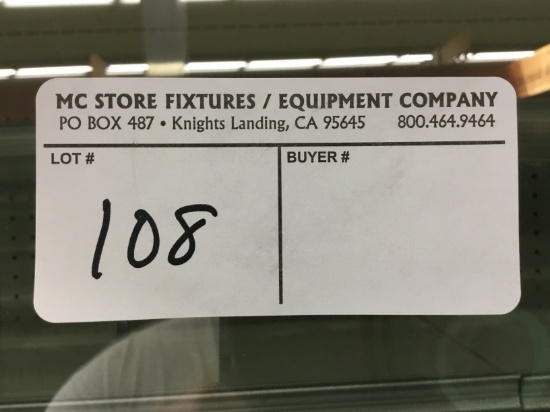 MC STORE FIXTURES / EQUIPMENT COMPANY
PO BOX 487 • Knights Landing, CA 95645 800.464.9464
LOT # BUYER #
108